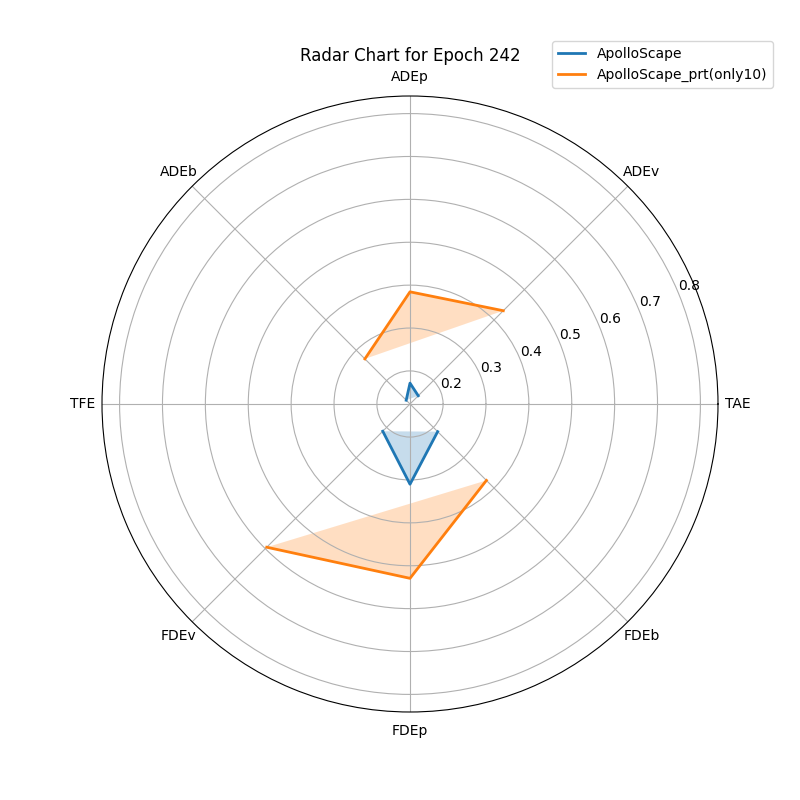 Radar Chart for Epoch 242
ApolloScape
ApolloScape_prt(only10)
ADEp
ADEb
ADEv
0.8
0.7
0.6
0.5
0.4
0.3
0.2
TFE
TAE
FDEv
FDEb
FDEp